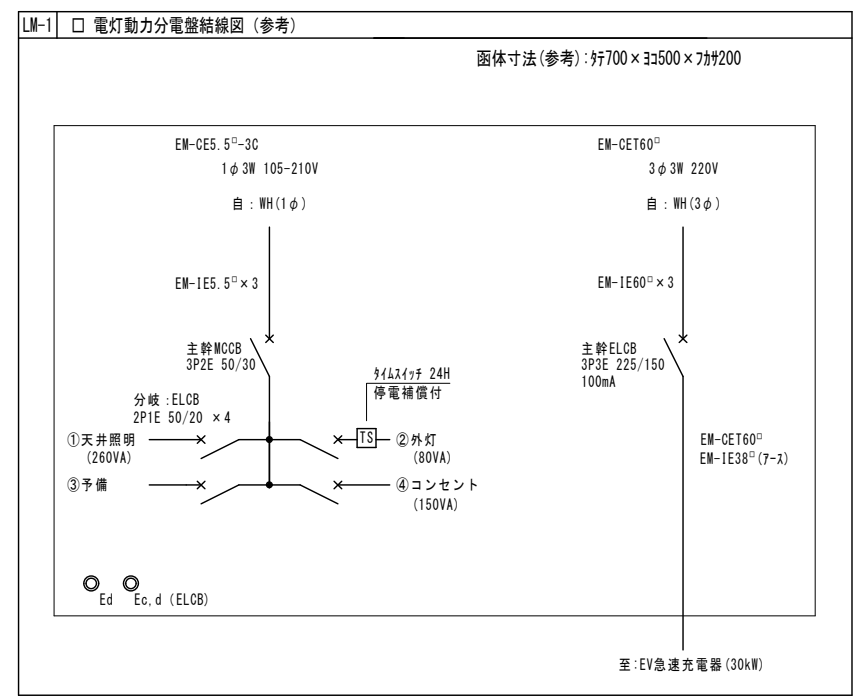 LM-1 □ 電灯動力分電盤結線図 (参考)
函体寸法(参考):ﾀﾃ700×ﾖｺ500×ﾌｶｻ200
EM-CE5.5□-3C
1φ3W 105-210V
自：WH(1φ)
EM-CET60□
3φ3W 220V
自：WH(3φ)
EM-IE5.5□×3
EM-IE60□×3
主幹MCCB
3P2E 50/30
主幹ELCB
3P3E 225/150
100mA
ﾀｲﾑｽｲｯﾁ 24H
停電補償付
分岐:ELCB
2P1E 50/20 ×4
①天井照明
(260VA)
TS
②外灯
(80VA)
③予備
④コンセント
(150VA)
EM-CET60□
EM-IE38□(ｱｰｽ)
Ed
Ec,d (ELCB)
至:EV急速充電器(30kW)